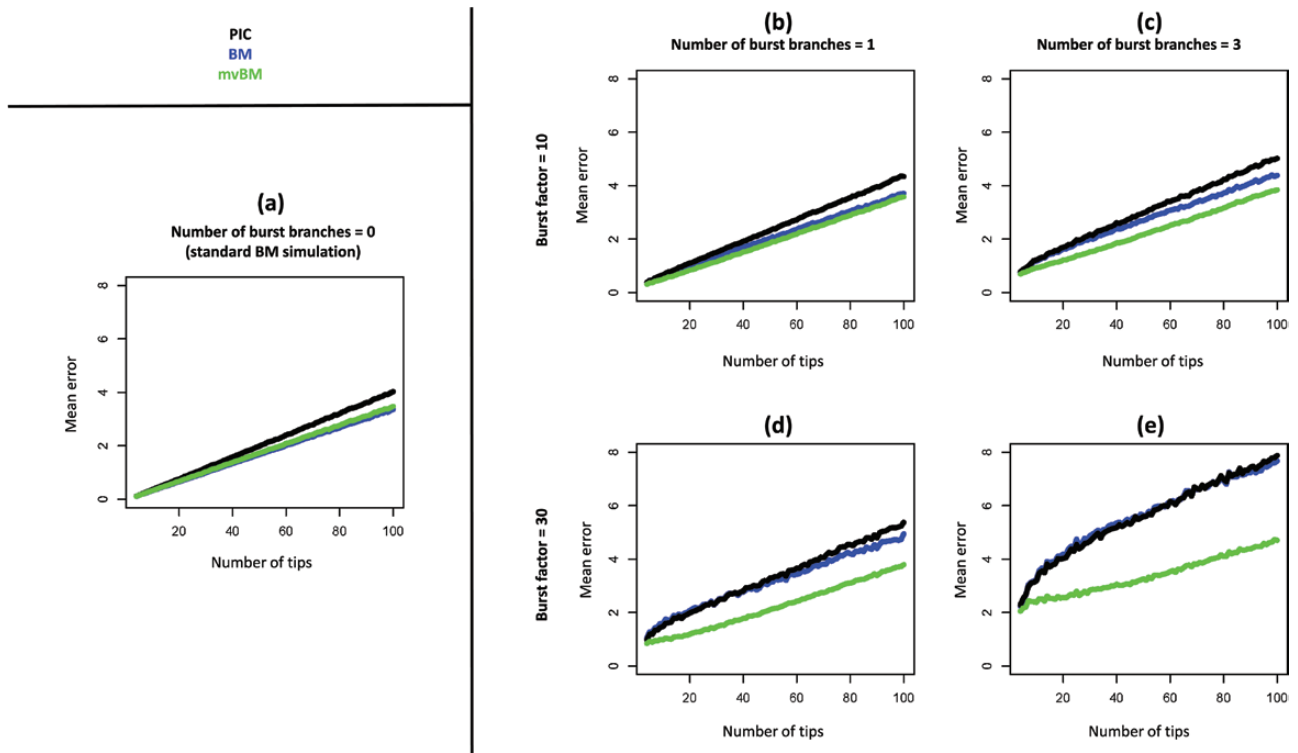 PIC
BM
mvBM
(a)
Number of burst branches = 0
(standard BM simulation)
8
6
4
2
0
Mean error
20 40 60 80 100
Number of tips
(b)
Number of burst branches = 1
Burst factor = 10
8
6
4
2
0
Mean error
20 40 60 80 100
Number of tips
(c)
Number of burst branches = 3
8
6
4
2
0
Mean error
20 40 60 80 100
Number of tips
(d)
Burst factor = 30
8
6
4
2
0
Mean error
20 40 60 80 100
Number of tips
(e)
8
6
4
2
0
Mean error
20 40 60 80 100
Number of tips